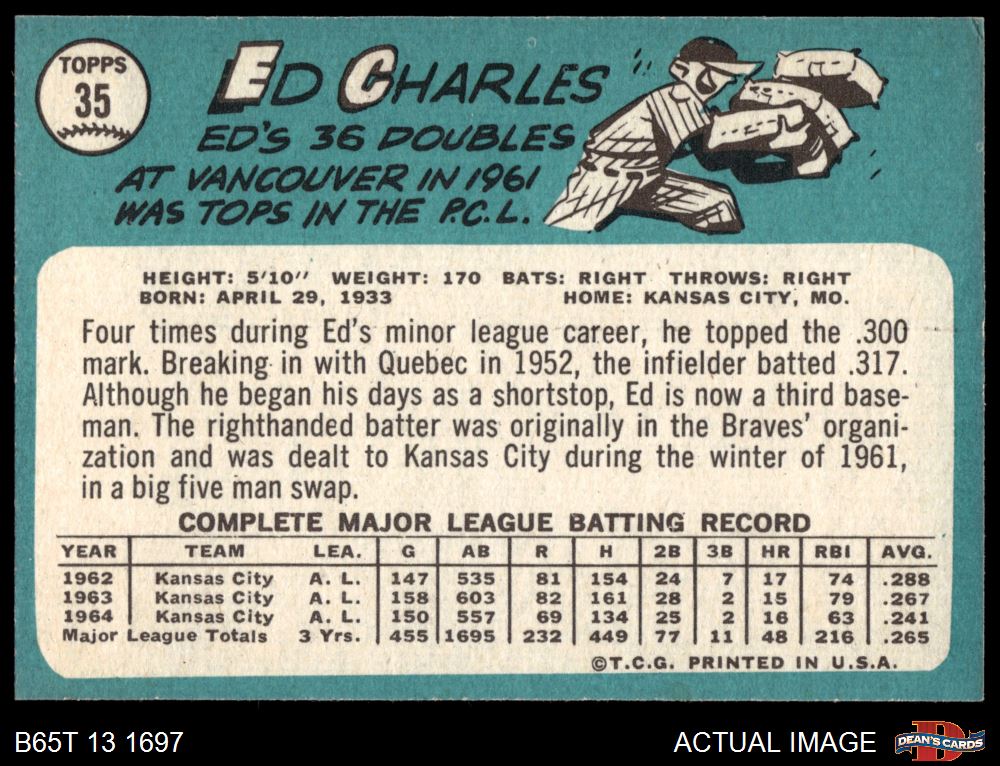 TOPPS
35
ED CHARLES
ED'S 36 DOUBLES
AT VANCOUVER IN 1961
WAS TOPS IN THE P.C.L.
HEIGHT: 5'10" WEIGHT: 170 BATS: RIGHT THROWS: RIGHT
BORN: APRIL 29, 1933 HOME: KANSAS CITY, MO.
Four times during Ed's minor league career, he topped the .300
mark. Breaking in with Quebec in 1952, the infielder batted .317.
Although he began his days as a shortstop, Ed is now a third base-
man. The righthanded batter was originally in the Braves' organi-
zation and was dealt to Kansas City during the winter of 1961,
in a big five man swap.
COMPLETE MAJOR LEAGUE BATTING RECORD
YEAR TEAM LEA. G AB R H 2B 3B HR RBI AVG.
1962 Kansas City A. L. 147 535 81 154 24 7 17 74 .288
1963 Kansas City A. L. 158 603 82 161 28 2 15 79 .267
1964 Kansas City A. L. 150 557 69 134 25 2 16 63 .241
Major League Totals 3 Yrs. 455 1695 232 449 77 11 48 216 .265
©T.C.G. PRINTED IN U.S.A.
B65T 13 1697 ACTUAL IMAGE DEAN'S CARDS